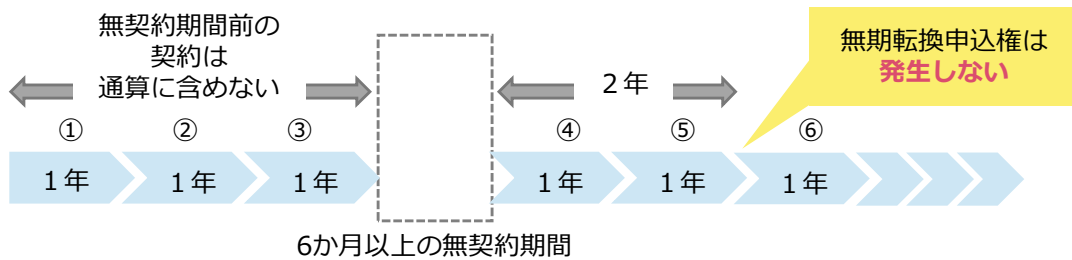 無契約期間前の
契約は
通算に含めない
2年
無期転換申込権は
発生しない
① ② ③ ④ ⑤ ⑥
1年 1年 1年 1年 1年 1年
6か月以上の無契約期間